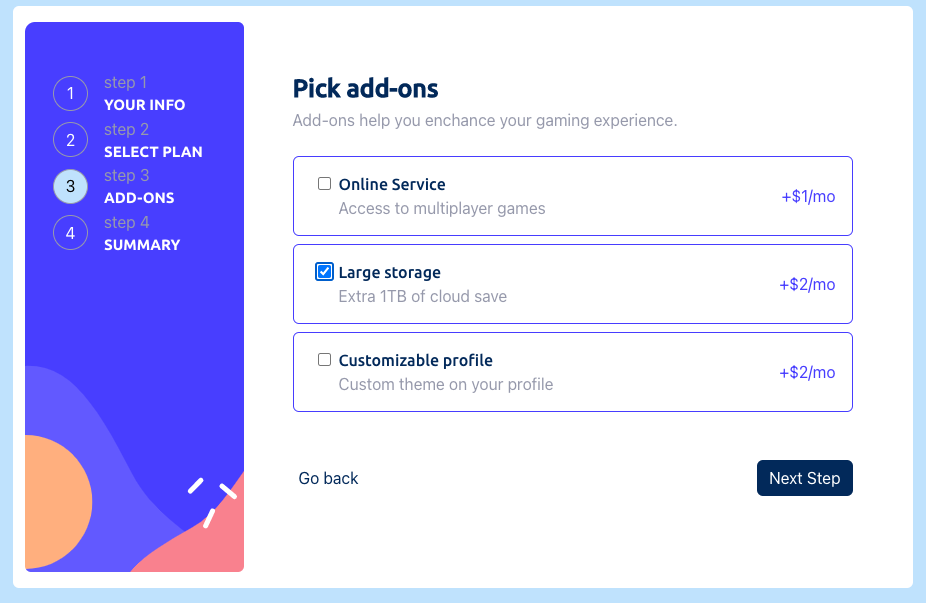 1
step 1
YOUR INFO
2
step 2
SELECT PLAN
3
step 3
ADD-ONS
4
step 4
SUMMARY
Pick add-ons
Add-ons help you enchance your gaming experience.
Online Service
Access to multiplayer games
+$1/mo
Large storage
Extra 1TB of cloud save
+$2/mo
Customizable profile
Custom theme on your profile
+$2/mo
Go back
Next Step